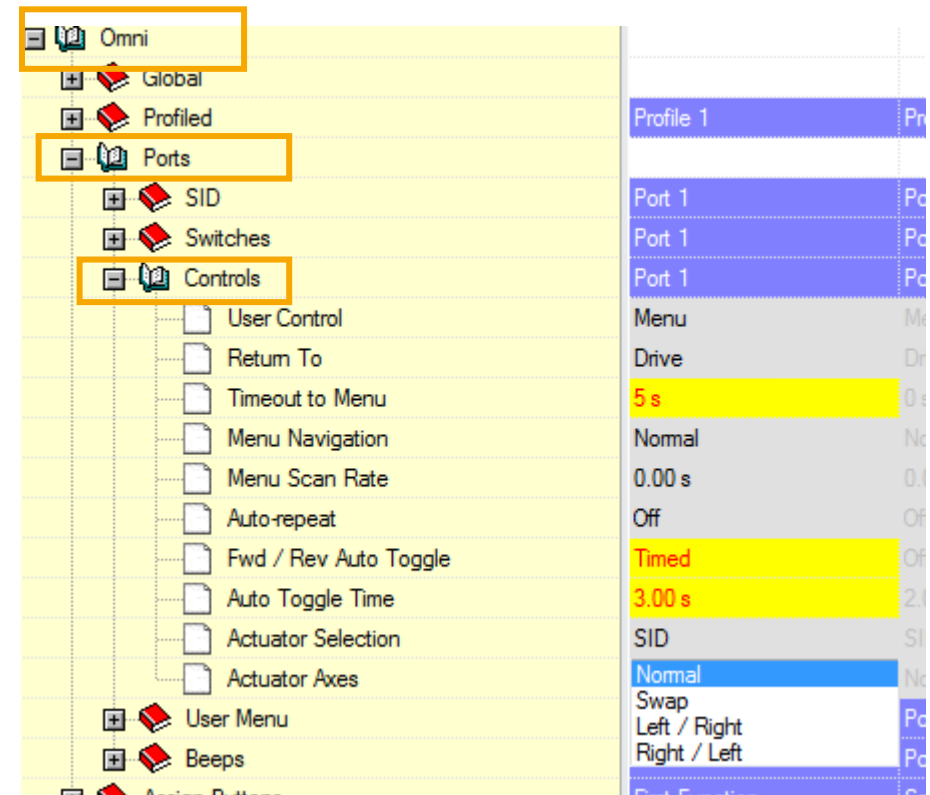 Omni
Global
Profiled Profile 1
Ports
SID Port 1
Switches Port 1
Controls Port 1
User Control Menu
Return To Drive
Timeout to Menu 5 s 0 s
Menu Navigation Normal
Menu Scan Rate 0.00 s
Auto-repeat Off
Fwd / Rev Auto Toggle Timed
Auto Toggle Time 3.00 s
Actuator Selection SID
Actuator Axes Normal
Swap
User Menu Left / Right
Beeps Right / Left